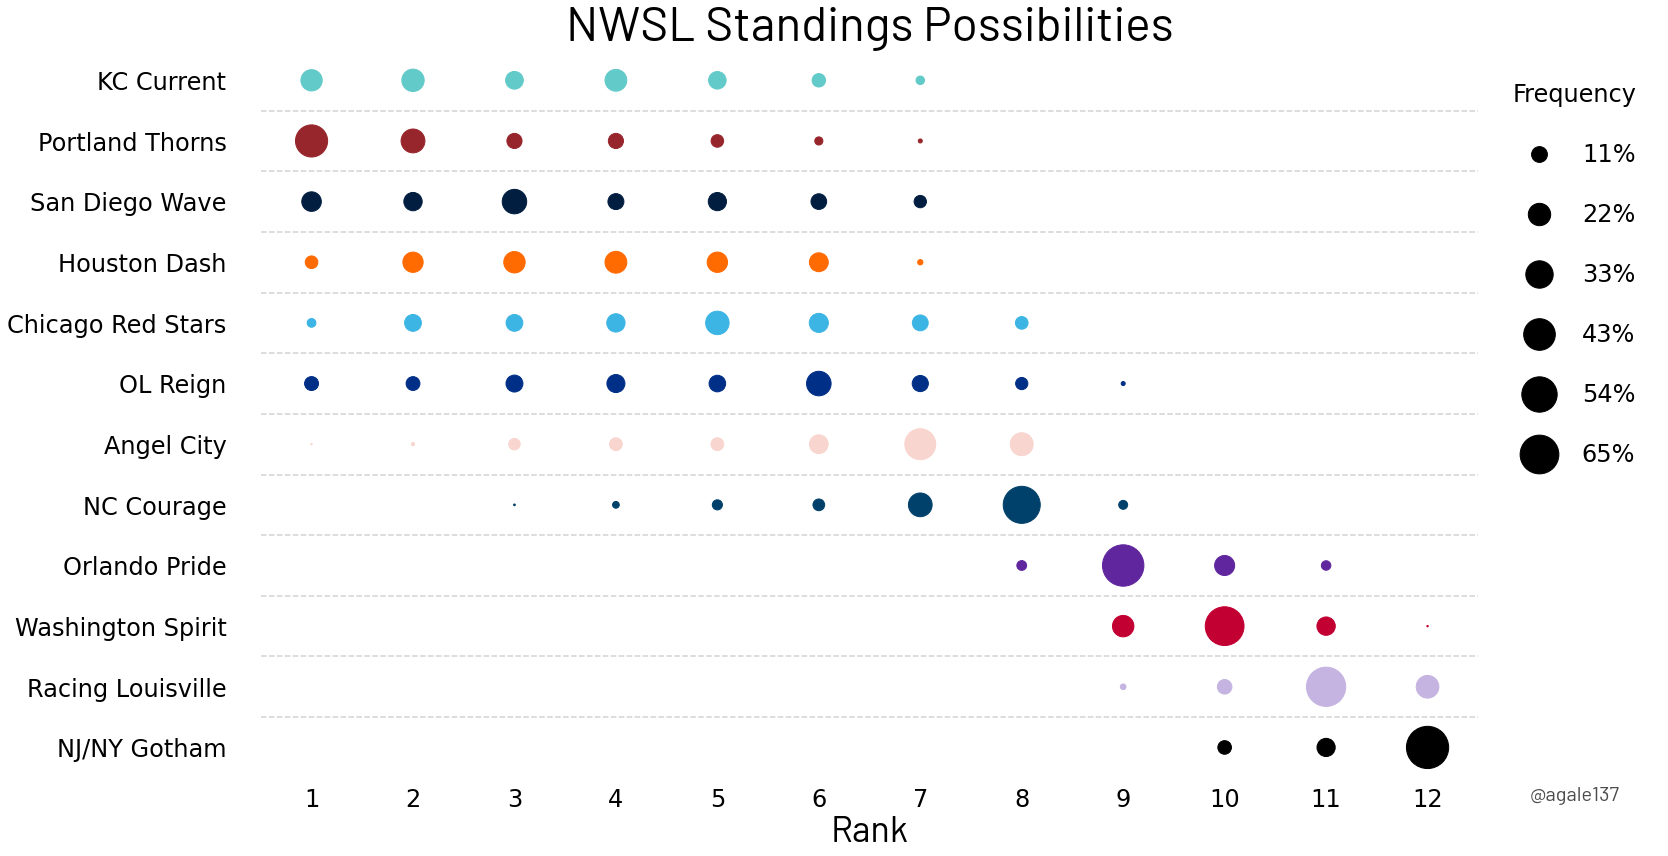 NWSL Standings Possibilities
KC Current
Portland Thorns
San Diego Wave
Houston Dash
Chicago Red Stars
OL Reign
Angel City
NC Courage
Orlando Pride
Washington Spirit
Racing Louisville
NJ/NY Gotham
1 2 3 4 5 6 7 8 9 10 11 12
Rank
Frequency
11%
22%
33%
43%
54%
65%
@agale137